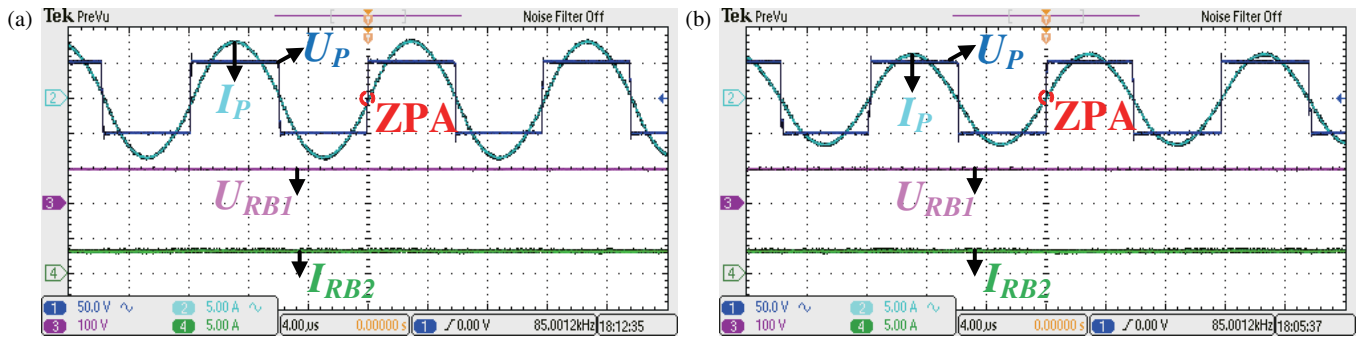 (a)
Tek PreVu
Noise Filter Off
U_P
2
I_P
ZPA
U_RB1
3
I_RB2
4
1 50.0 V ∿ 2 5.00 A ∿
3 100 V 4 5.00 A
4.00 µs 0.00000 s
1 ƒ 0.00 V
85.0012kHz 18:12:35
(b)
Tek PreVu
Noise Filter Off
U_P
2
I_P
ZPA
U_RB1
3
I_RB2
4
1 50.0 V ∿ 2 5.00 A ∿
3 100 V 4 5.00 A
4.00 µs 0.00000 s
1 ƒ 0.00 V
85.0012kHz 18:05:37